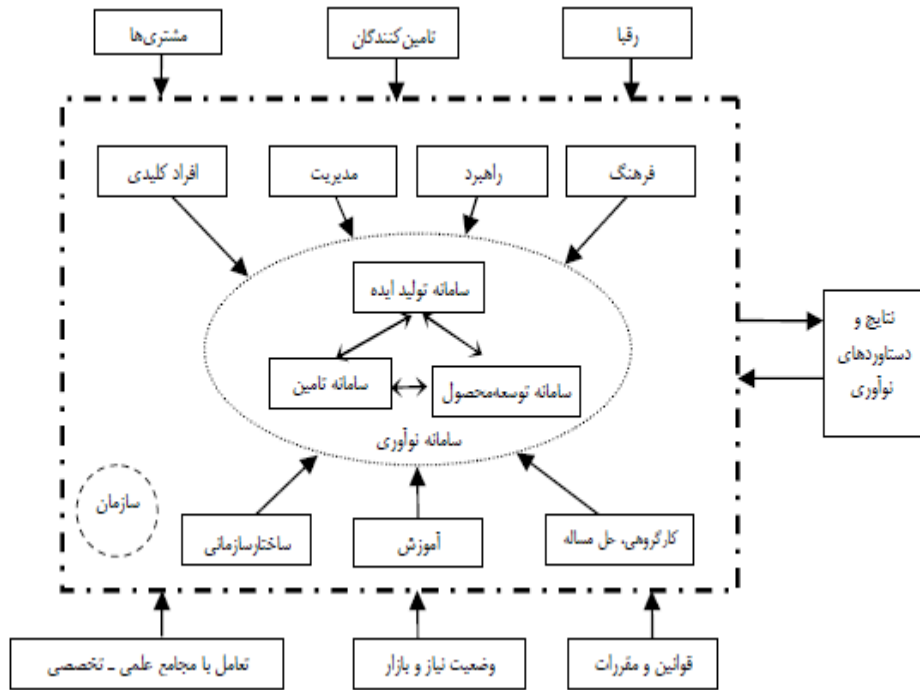 رقبا
تامین‌کنندگان
مشتری‌ها
فرهنگ
راهبرد
مدیریت
افراد کلیدی
سامانه تولید ایده
سامانه توسعه‌محصول
سامانه تامین
سامانه نوآوری
نتایج و
دستاوردهای
نوآوری
سازمان
کارگروهی، حل مساله
آموزش
ساختارسازمانی
قوانین و مقررات
وضعیت نیاز و بازار
تعامل با مجامع علمی ـ تخصصی